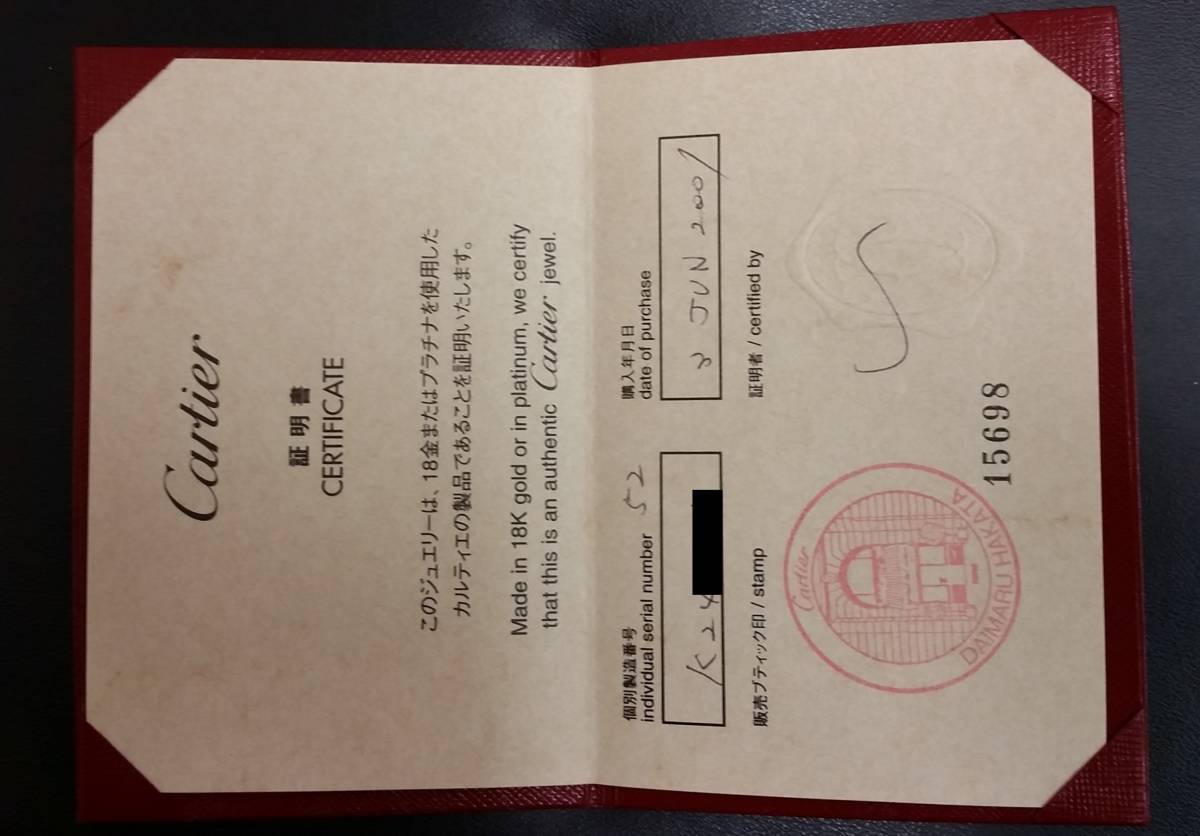 Cartier
証明書
CERTIFICATE
このジュエリーは、18金またはプラチナを使用した
カルティエの製品であることを証明いたします。
Made in 18K gold or in platinum, we certify
that this is an authentic Cartier jewel.
個別製造番号
individual serial number 52
K24
購入年月日
date of purchase
JUN 2001
販売ブティック印 / stamp
証明者 / certified by
Cartier
DAIMARU HAKATA
15698